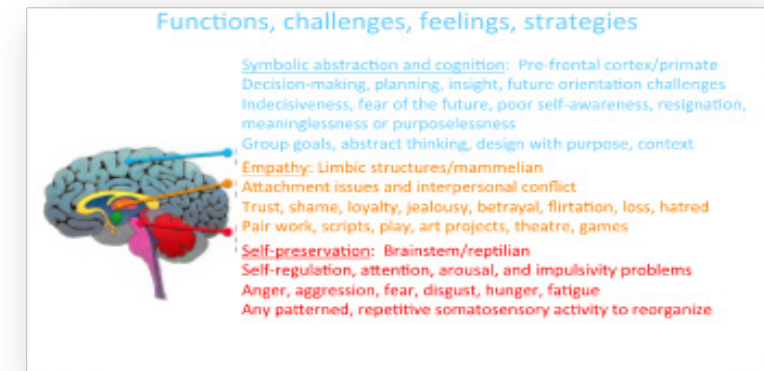 Functions, challenges, feelings, strategies
Symbolic abstraction and cognition: Pre-frontal cortex/primate
Decision-making, planning, insight, future orientation challenges
Indecisiveness, fear of the future, poor self-awareness, resignation,
meaninglessness or purposelessness
Group goals, abstract thinking, design with purpose, context
Empathy: Limbic structures/mammelian
Attachment issues and interpersonal conflict
Trust, shame, loyalty, jealousy, betrayal, flirtation, loss, hatred
Pair work, scripts, play, art projects, theatre, games
Self-preservation: Brainstem/reptilian
Self-regulation, attention, arousal, and impulsivity problems
Anger, aggression, fear, disgust, hunger, fatigue
Any patterned, repetitive somatosensory activity to reorganize